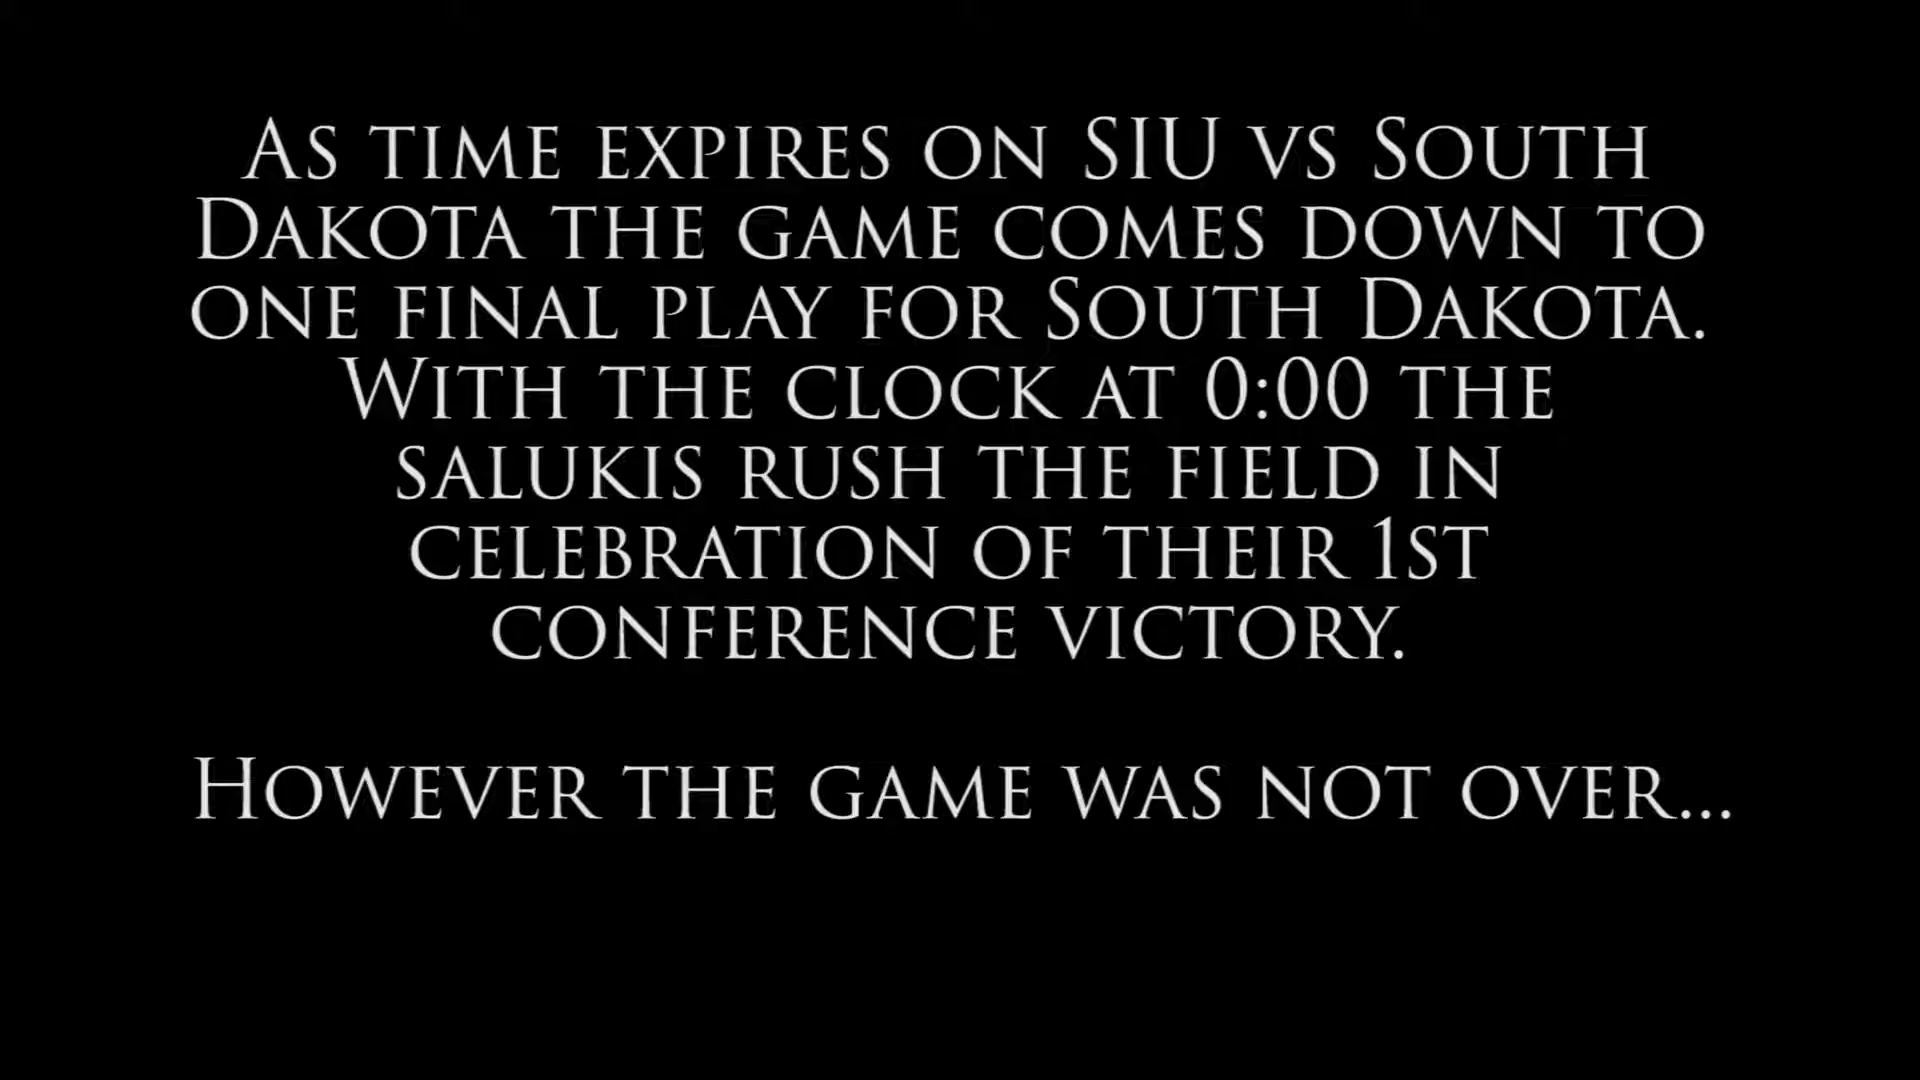 As time expires on SIU vs South
Dakota the game comes down to
one final play for South Dakota.
With the clock at 0:00 the
salukis rush the field in
celebration of their 1st
conference victory.
However the game was not over...